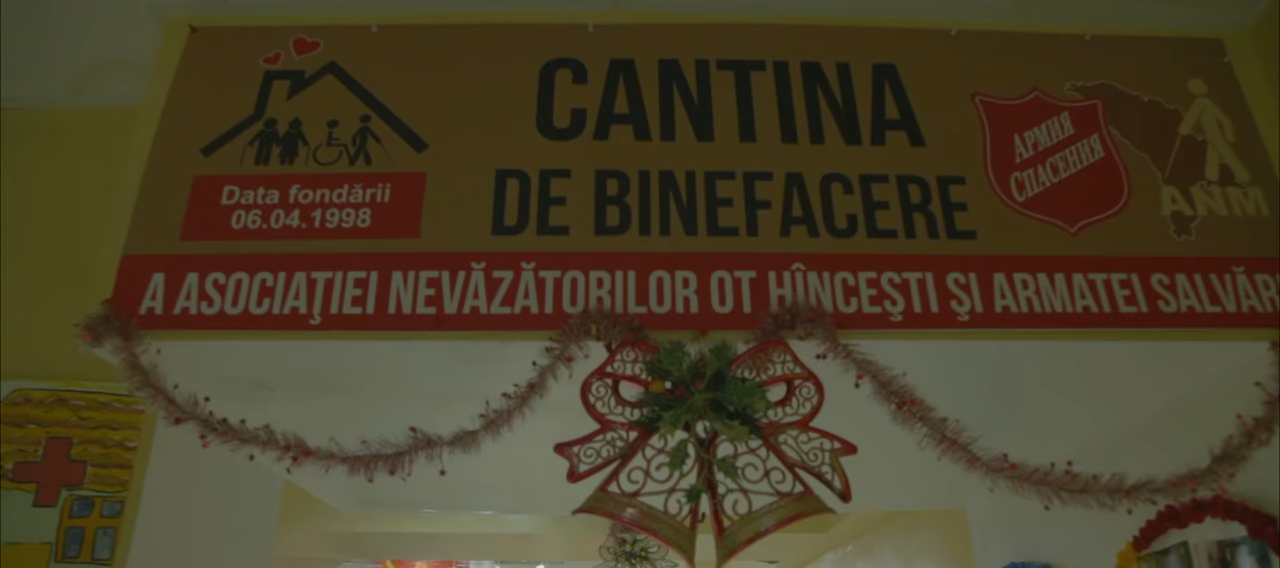 CANTINA
DE BINEFACERE
Data fondării
06.04.1998
АРМИЯ
СПАСЕНИЯ
ANM
A ASOCIAŢIEI NEVĂZĂTORILOR OT HÎNCEŞTI ŞI ARMATEI